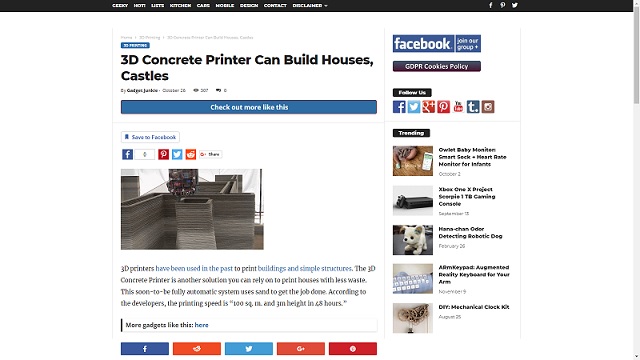 GEEKY HOT! LISTS KITCHEN CARS MOBILE DESIGN CONTACT DISCLAIMER
Home 3D Printing 3D Concrete Printer Can Build Houses, Castles
3D PRINTING
3D Concrete Printer Can Build Houses,
Castles
By Gadget Junkie - October 20 207 0
Check out more like this
Save to Facebook
0
Share
3D printers have been used in the past to print buildings and simple structures. The 3D
Concrete Printer is another solution you can rely on to print houses with less waste.
This soon-to-be fully automatic system uses sand to get the job done. According to
the developers, the printing speed is “100 sq. m. and 3m height in 48 hours.”
More gadgets like this: here
facebook. join our
group +
GDPR Cookies Policy
Follow Us
Trending
Owlet Baby Monitor:
Smart Sock + Heart Rate
Monitor for Infants
October 2
Xbox One X Project
Scorpio 1 TB Gaming
Console
September 13
Hana-chan Odor
Detecting Robotic Dog
February 28
ARmKeypad: Augmented
Reality Keyboard for Your
Arm
November 9
DIY: Mechanical Clock Kit
August 25